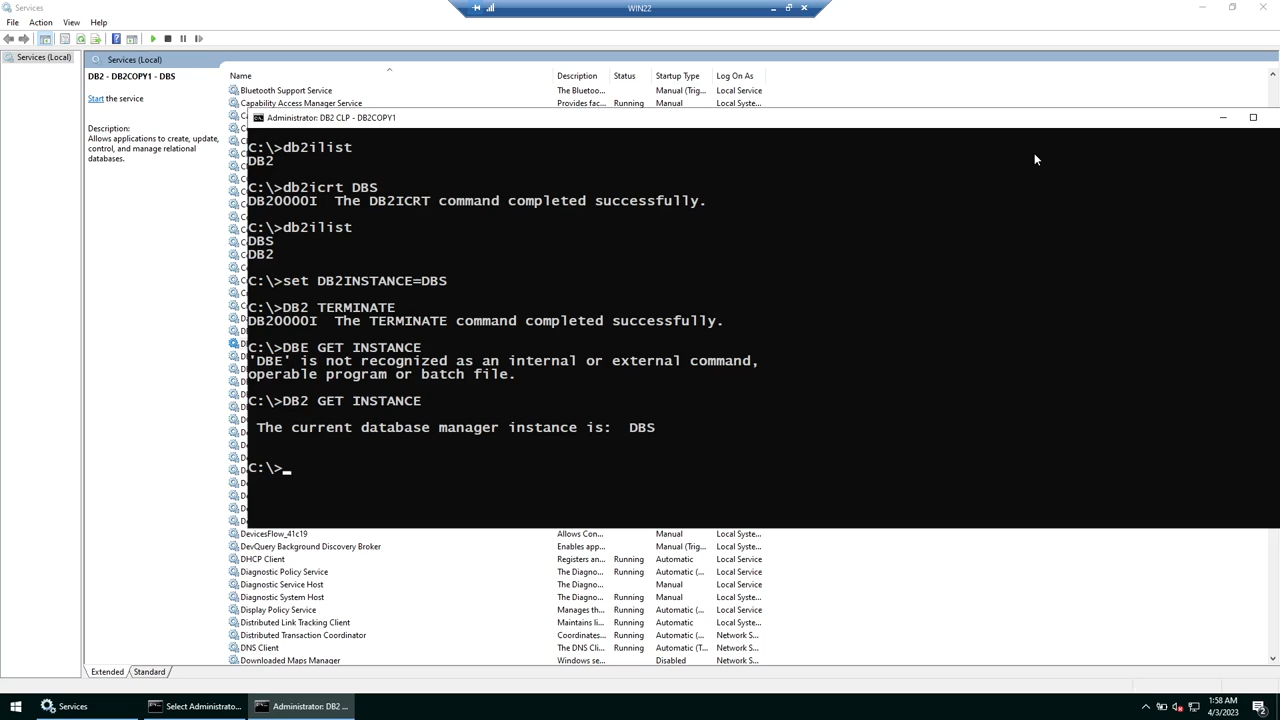 Services
WIN22
File Action View Help
Services (Local)
Services (Local)
DB2 - DB2COPY1 - DBS
Start the service
Description:
Allows applications to create, update,
control, and manage relational
databases.
Name Description Status Startup Type Log On As
Bluetooth Support Service The Bluetoo... Manual (Trig... Local Service
Capability Access Manager Service Provides fac... Running Manual Local Syste...
Administrator: DB2 CLP - DB2COPY1
C:\>db2ilist
DB2
C:\>db2icrt DBS
DB20000I The DB2ICRT command completed successfully.
C:\>db2ilist
DBS
DB2
C:\>set DB2INSTANCE=DBS
C:\>DB2 TERMINATE
DB20000I The TERMINATE command completed successfully.
C:\>DBE GET INSTANCE
'DBE' is not recognized as an internal or external command,
operable program or batch file.
C:\>DB2 GET INSTANCE
The current database manager instance is: DBS
C:\>
DevicesFlow_41c19 Allows Con... Manual Local Syste...
DevQuery Background Discovery Broker Enables app... Manual (Trig... Local Syste...
DHCP Client Registers an... Running Automatic Local Service
Diagnostic Policy Service The Diagno... Running Automatic (... Local Service
Diagnostic Service Host The Diagno... Manual Local Service
Diagnostic System Host The Diagno... Running Manual Local Syste...
Display Policy Service Manages th... Running Automatic (... Local Service
Distributed Link Tracking Client Maintains li... Running Automatic Local Syste...
Distributed Transaction Coordinator Coordinates... Running Automatic (... Network S...
DNS Client The DNS Cli... Running Automatic (T... Network S...
Downloaded Maps Manager Windows se... Disabled Network S...
Extended Standard
Services
Select Administrato...
Administrator: DB2 ...
1:58 AM
4/3/2023
2